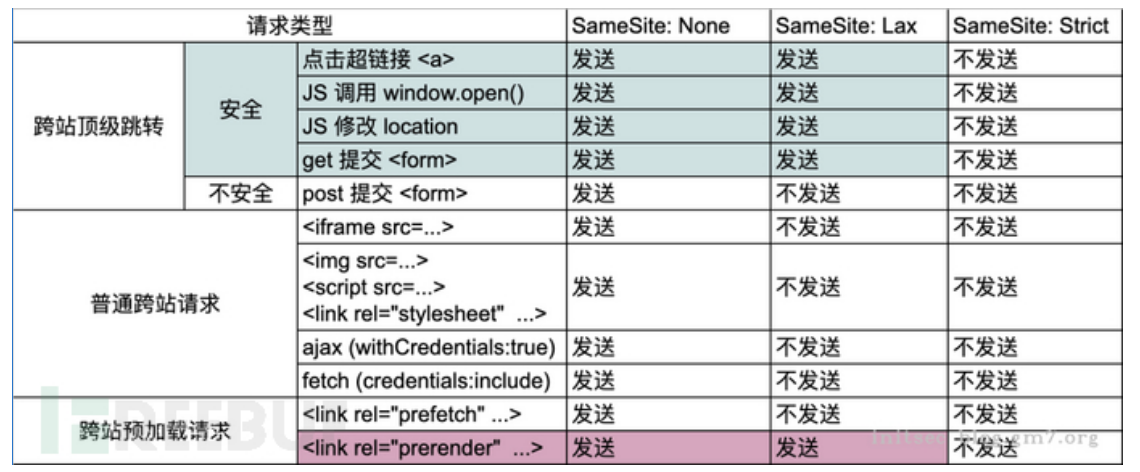 请求类型 SameSite: None SameSite: Lax SameSite: Strict
跨站顶级跳转 安全 点击超链接 <a> 发送 发送 不发送
JS 调用 window.open() 发送 发送 不发送
JS 修改 location 发送 发送 不发送
get 提交 <form> 发送 发送 不发送
不安全 post 提交 <form> 发送 不发送 不发送
普通跨站请求 <iframe src=...> 发送 不发送 不发送
<img src=...>
<script src=...> 发送 不发送 不发送
<link rel="stylesheet" ...>
ajax (withCredentials:true) 发送 不发送 不发送
fetch (credentials:include) 发送 不发送 不发送
跨站预加载请求 <link rel="prefetch" ...> 发送 不发送 不发送
<link rel="prerender" ...> 发送 发送 不发送
FREEBUF